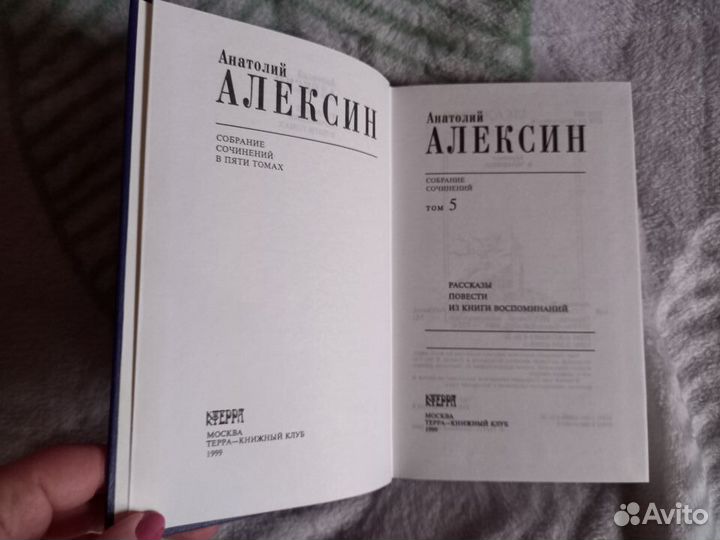 Анатолий
АЛЕКСИН
СОБРАНИЕ
СОЧИНЕНИЙ
В ПЯТИ ТОМАХ
ТЕРРА
МОСКВА
ТЕРРА—КНИЖНЫЙ КЛУБ
1999
Анатолий
АЛЕКСИН
СОБРАНИЕ
СОЧИНЕНИЙ
ТОМ 5
РАССКАЗЫ
ПОВЕСТИ
ИЗ КНИГИ ВОСПОМИНАНИЙ
ТЕРРА
МОСКВА
ТЕРРА—КНИЖНЫЙ КЛУБ
1999
Avito